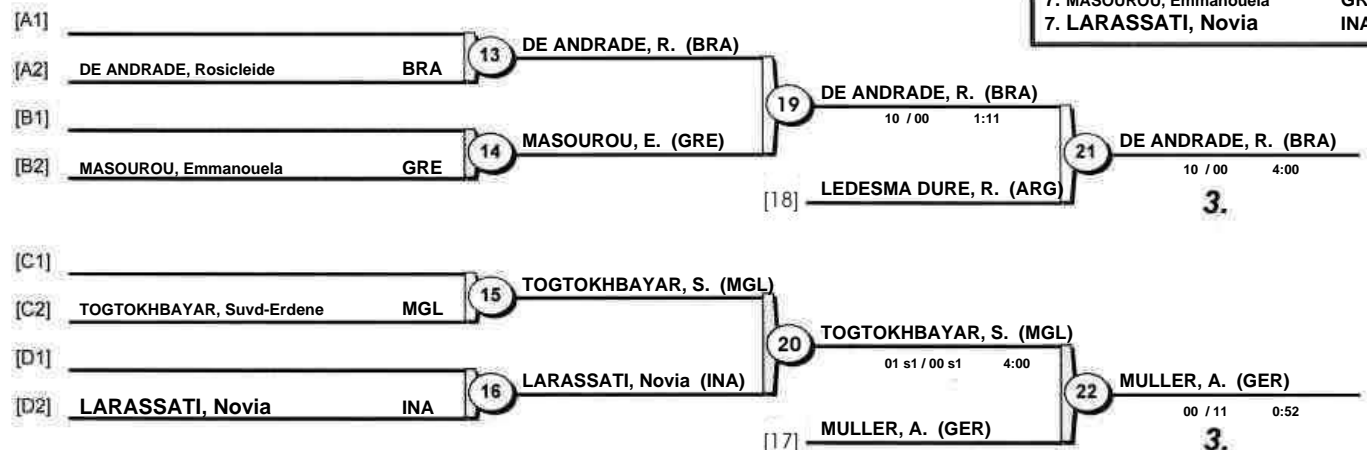 7. MASOUROU, Emmanouela GR
7. LARASSATI, Novia INA
[A1]
13 DE ANDRADE, R. (BRA)
[A2] DE ANDRADE, Rosicleide BRA
19 DE ANDRADE, R. (BRA)
10 / 00 1:11
[B1]
14 MASOUROU, E. (GRE)
[B2] MASOUROU, Emmanouela GRE
21 DE ANDRADE, R. (BRA)
10 / 00 4:00
[18] LEDESMA DURE, R. (ARG)
3.
[C1]
15 TOGTOKHBAYAR, S. (MGL)
[C2] TOGTOKHBAYAR, Suvd-Erdene MGL
20 TOGTOKHBAYAR, S. (MGL)
01 s1 / 00 s1 4:00
[D1]
16 LARASSATI, Novia (INA)
[D2] LARASSATI, Novia INA
22 MULLER, A. (GER)
00 / 11 0:52
[17] MULLER, A. (GER)
3.